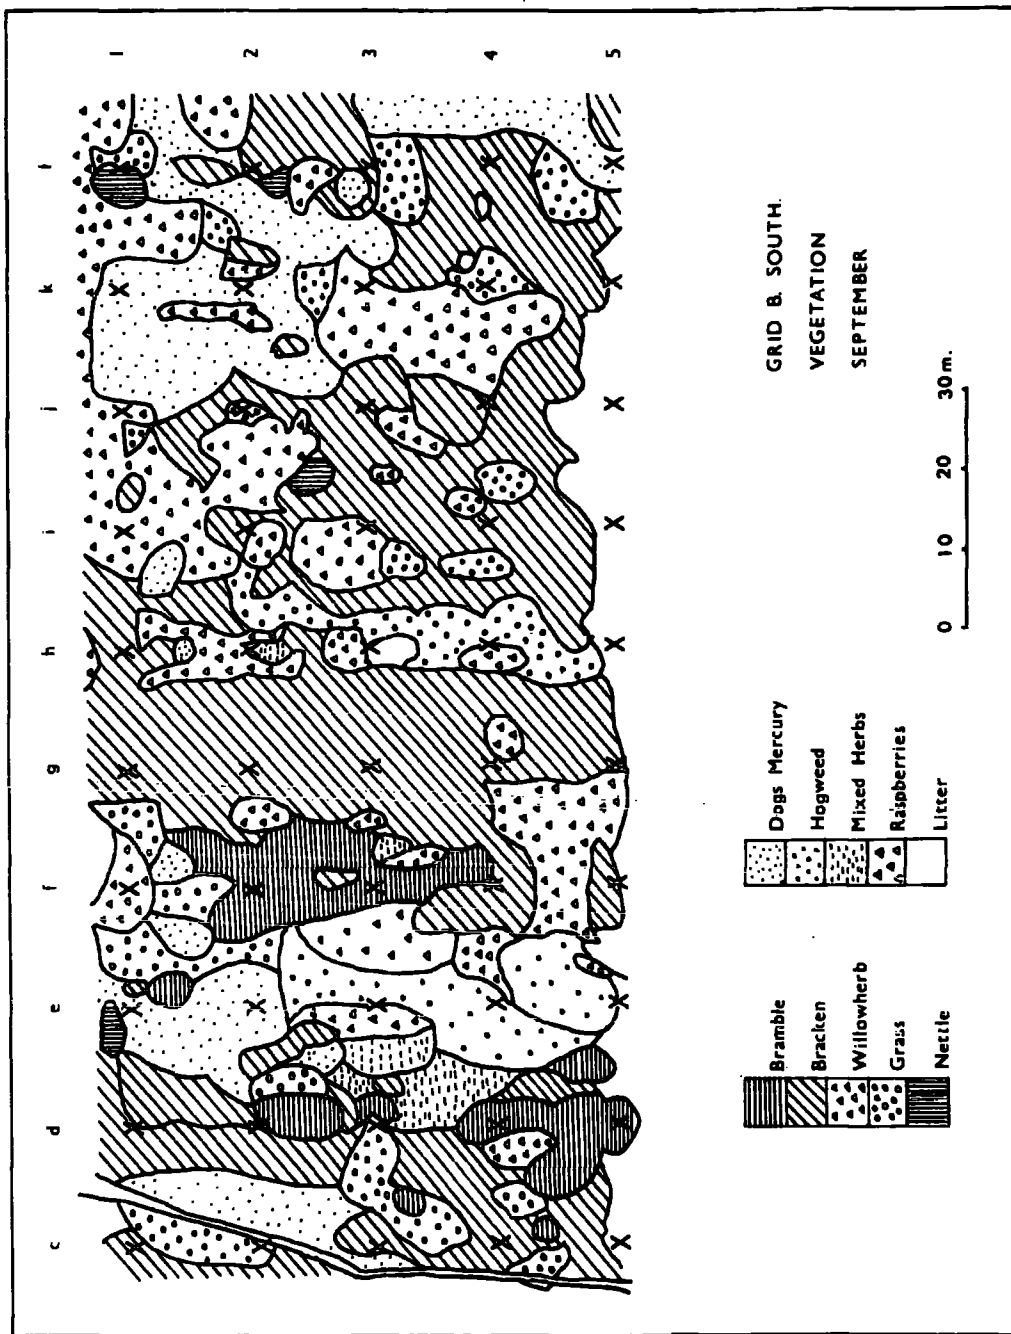 GRID B. SOUTH.
VEGETATION
SEPTEMBER
1
2
3
4
5
c
d
e
f
g
h
i
j
k
l
0 10 20 30 m.
Bramble
Bracken
Willowherb
Grass
Nettle
Dogs Mercury
Hogweed
Mixed Herbs
Raspberries
Litter